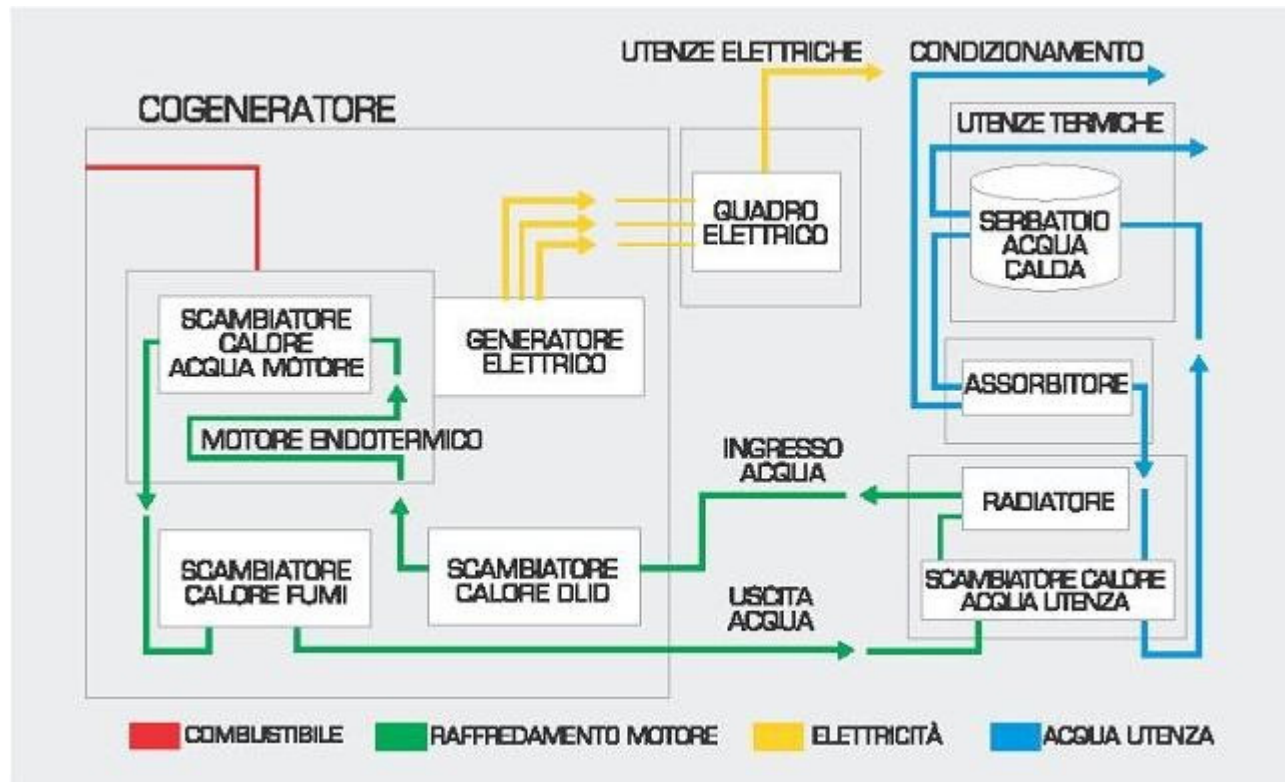 UTENZE ELETTRICHE
CONDIZIONAMENTO
COGENERATORE
UTENZE TERMICHE
QUADRO
ELETTRICO
SERBATOIO
ACQUA
CALDA
SCAMBIATORE
CALORE
ACQUA MOTORE
GENERATORE
ELETTRICO
ASSORBITORE
MOTORE ENDOTERMICO
INGRESSO
ACQUA
RADIATORE
SCAMBIATORE
CALORE FUMI
SCAMBIATORE
CALORE OLIO
SCAMBIATORE CALORE
ACQUA UTENZA
USCITA
ACQUA
COMBUSTIBILE
RAFFREDAMENTO MOTORE
ELETTRICITÀ
ACQUA UTENZA